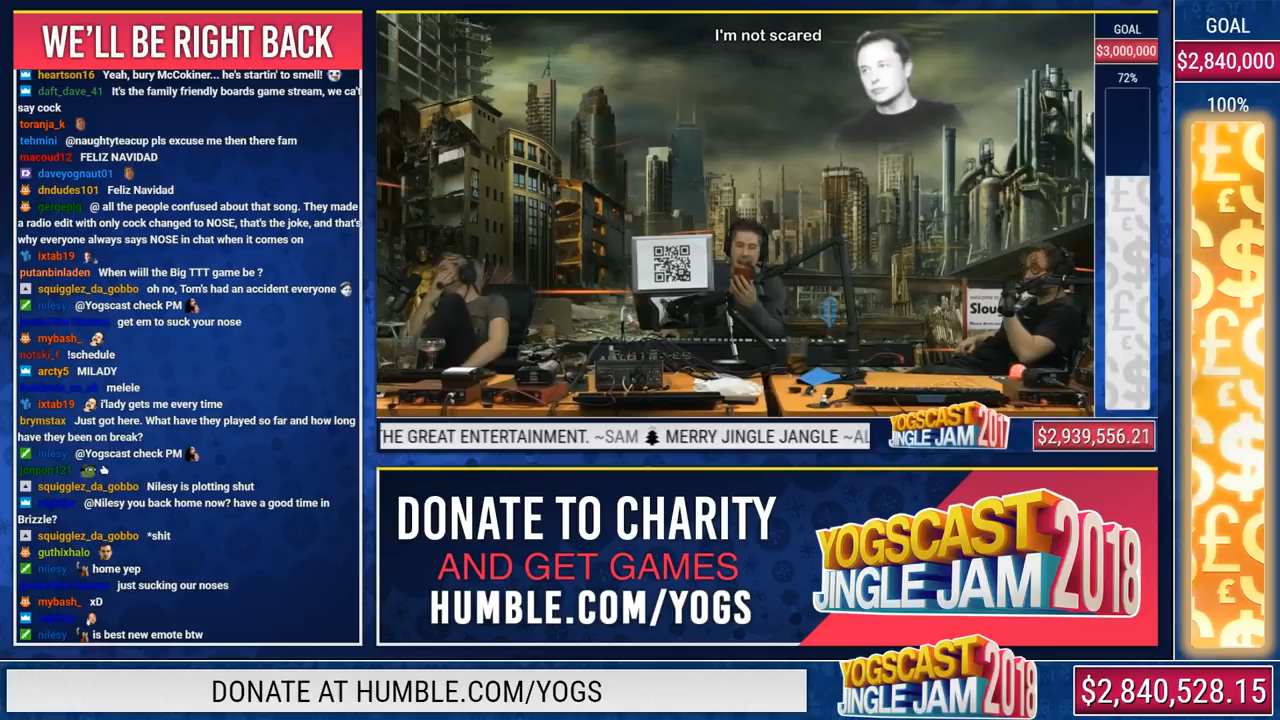 WE'LL BE RIGHT BACK
heartson16 Yeah, bury McCokiner... he's startin' to smell!
daft_dave_41 It's the family friendly boards game stream, we ca't
say cock
toranja_k
tehmini @naughtyteacup pls excuse me then there fam
macoud12 FELIZ NAVIDAD
daveyognaut01
dndudes101 Feliz Navidad
@ all the people confused about that song. They made
a radio edit with only cock changed to NOSE, that's the joke, and that's
why everyone always says NOSE in chat when it comes on
ixtab19
putanbinladen When wiill the Big TTT game be ?
squigglez_da_gobbo oh no, Tom's had an accident everyone
nilesy @Yogscast check PM
get em to suck your nose
mybash_
notski_f !schedule
arcty5 MILADY
melele
ixtab19 i'lady gets me every time
brymstax Just got here. What have they played so far and how long
have they been on break?
nilesy @Yogscast check PM
jonpon121
squigglez_da_gobbo Nilesy is plotting shut
@Nilesy you back home now? have a good time in
Brizzle?
squigglez_da_gobbo *shit
guthixhalo
nilesy home yep
just sucking our noses
mybash_ xD
nilesy is best new emote btw
I'm not scared
WELCOME TO
Slou
GOAL
$3,000,000
72%
HE GREAT ENTERTAINMENT. ~SAM MERRY JINGLE JANGLE ~AL
YOGSCAST
JINGLE JAM 2017
$2,939,556.21
DONATE TO CHARITY
AND GET GAMES
HUMBLE.COM/YOGS
YOGSCAST
JINGLE JAM 2018
GOAL
$2,840,000
100%
DONATE AT HUMBLE.COM/YOGS
YOGSCAST
JINGLE JAM 2018
$2,840,528.15